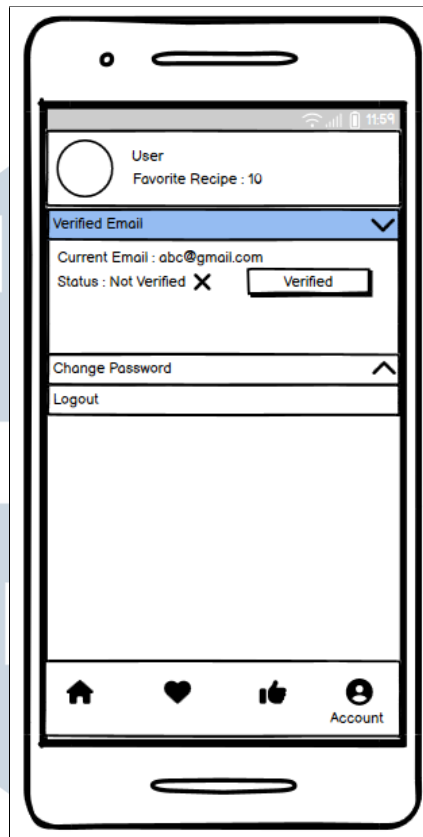 11:59
User
Favorite Recipe : 10
Verified Email
Current Email : abc@gmail.com
Status : Not Verified
Verified
Change Password
Logout
Account